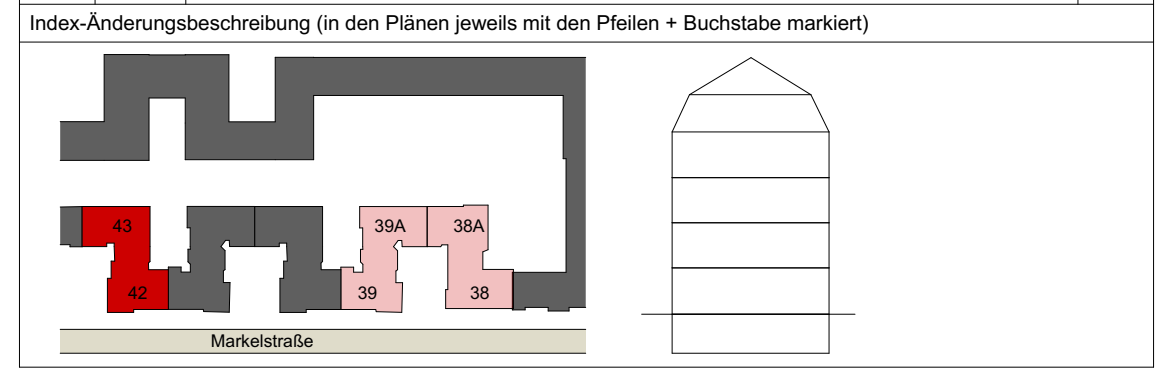 Index-Änderungsbeschreibung (in den Plänen jeweils mit den Pfeilen + Buchstabe markiert)
43 39A 38A
42 39 38
Markelstraße